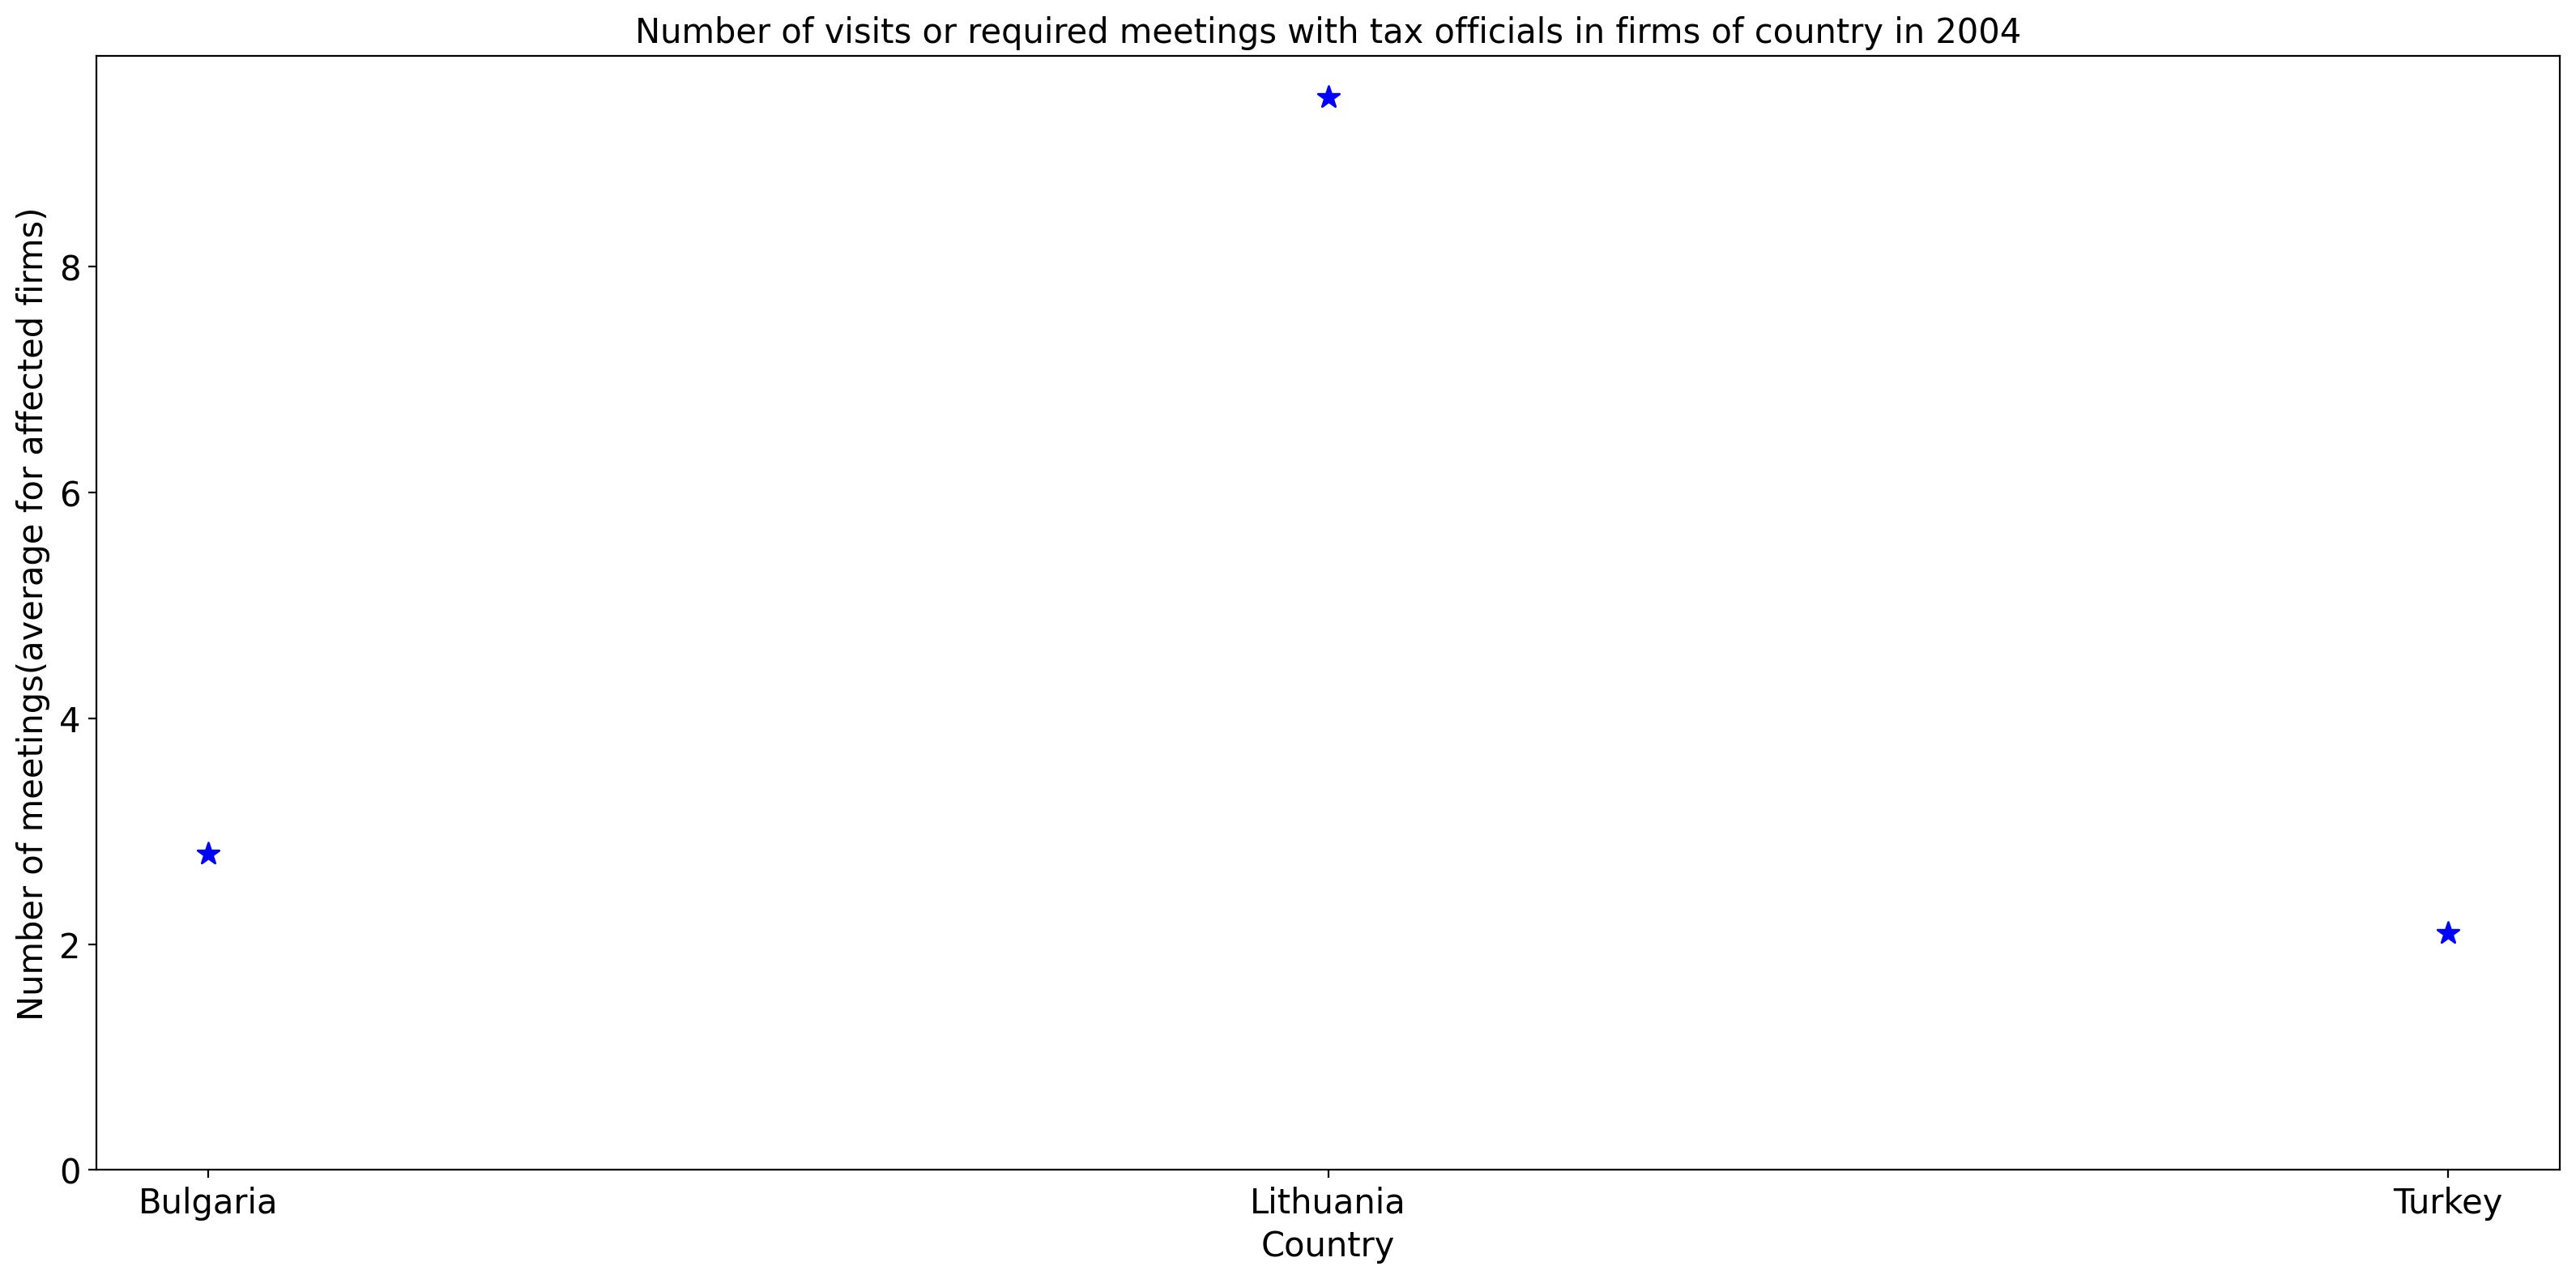 Number of visits or required meetings with tax officials in firms of country in 2004
Number of meetings(average for affected firms)
8
6
4
2
0
Bulgaria
Lithuania
Turkey
Country